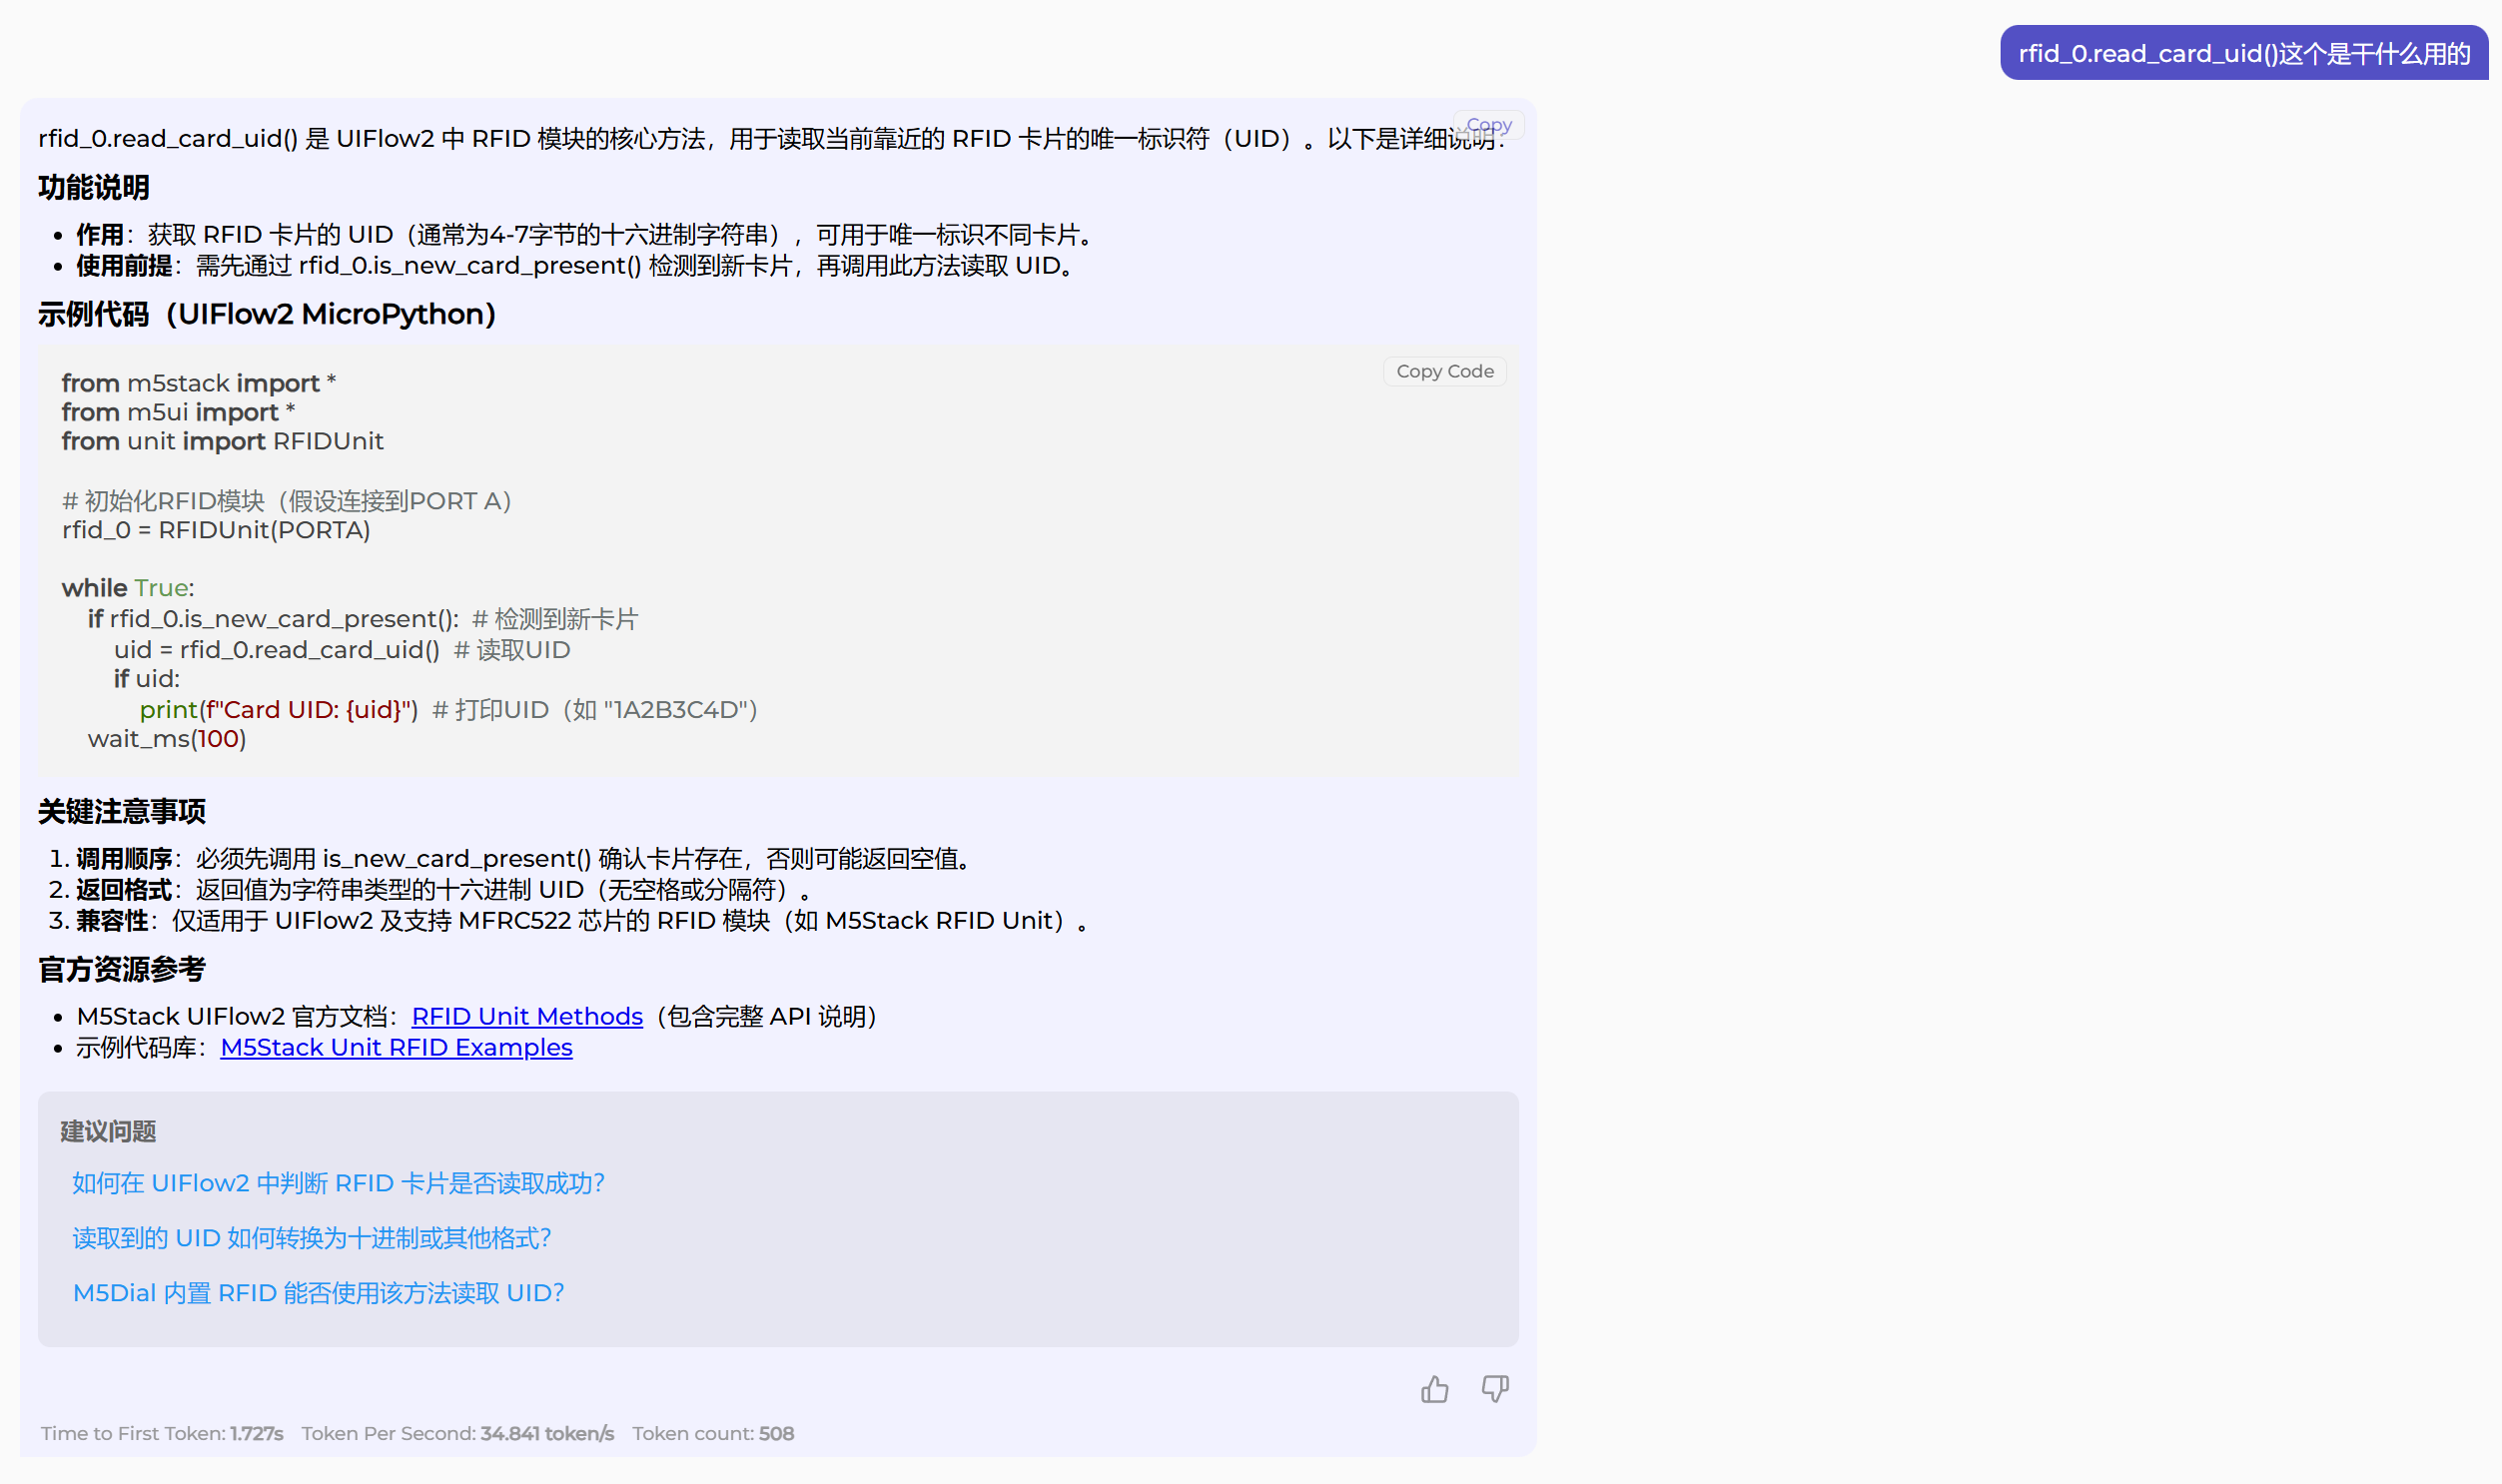 rfid_0.read_card_uid()这个是干什么用的
Copy
rfid_0.read_card_uid() 是 UIFlow2 中 RFID 模块的核心方法，用于读取当前靠近的 RFID 卡片的唯一标识符（UID）。以下是详细说明：
功能说明
• 作用：获取 RFID 卡片的 UID（通常为4-7字节的十六进制字符串），可用于唯一标识不同卡片。
• 使用前提：需先通过 rfid_0.is_new_card_present() 检测到新卡片，再调用此方法读取 UID。
示例代码（UIFlow2 MicroPython）
Copy Code
from m5stack import *
from m5ui import *
from unit import RFIDUnit
# 初始化RFID模块（假设连接到PORT A）
rfid_0 = RFIDUnit(PORTA)
while True:
if rfid_0.is_new_card_present():  # 检测到新卡片
uid = rfid_0.read_card_uid()  # 读取UID
if uid:
print(f"Card UID: {uid}")  # 打印UID（如 "1A2B3C4D"）
wait_ms(100)
关键注意事项
1. 调用顺序：必须先调用 is_new_card_present() 确认卡片存在，否则可能返回空值。
2. 返回格式：返回值为字符串类型的十六进制 UID（无空格或分隔符）。
3. 兼容性：仅适用于 UIFlow2 及支持 MFRC522 芯片的 RFID 模块（如 M5Stack RFID Unit）。
官方资源参考
• M5Stack UIFlow2 官方文档：RFID Unit Methods（包含完整 API 说明）
• 示例代码库：M5Stack Unit RFID Examples
建议问题
如何在 UIFlow2 中判断 RFID 卡片是否读取成功？
读取到的 UID 如何转换为十进制或其他格式？
M5Dial 内置 RFID 能否使用该方法读取 UID？
Time to First Token: 1.727s Token Per Second: 34.841 token/s Token count: 508